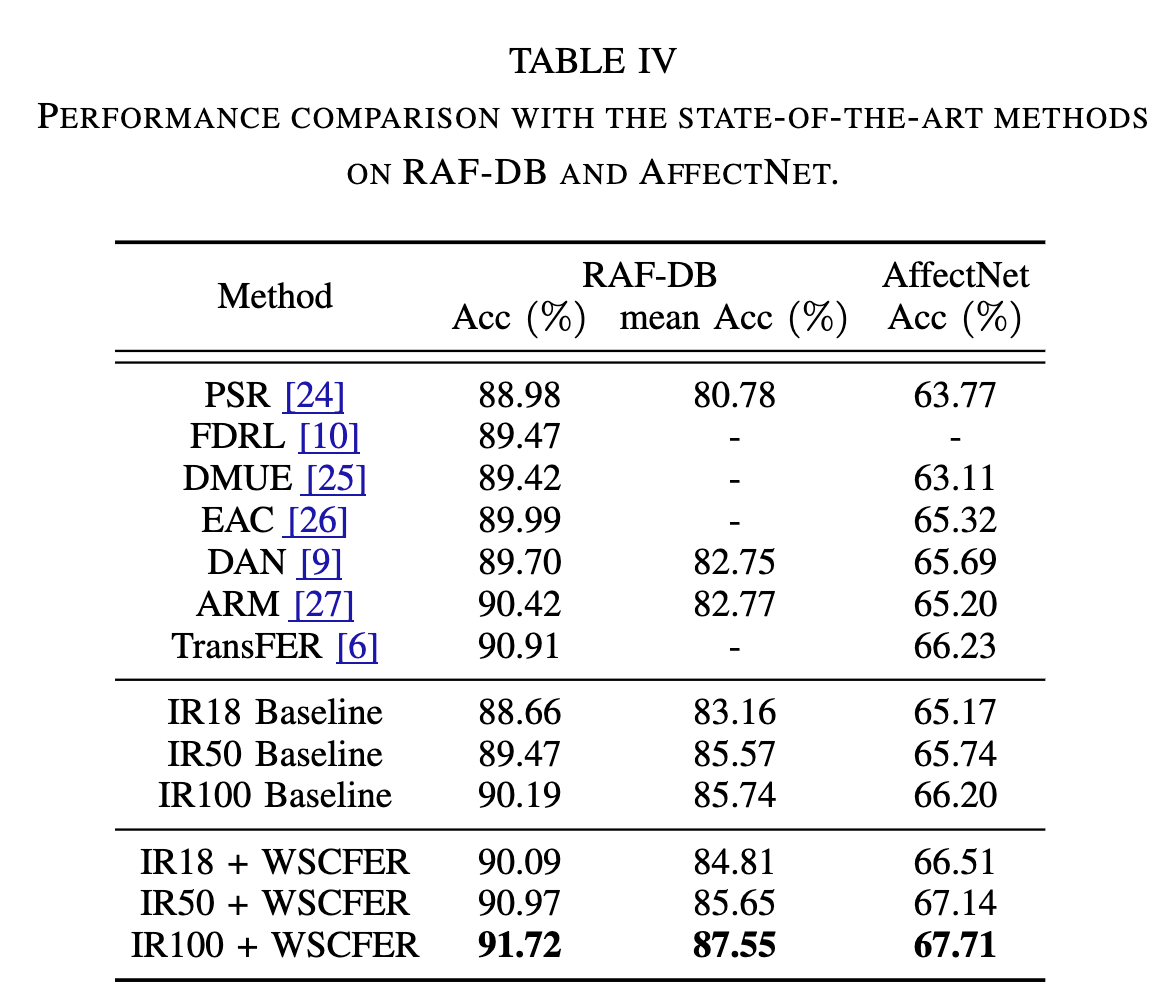 TABLE IV
PERFORMANCE COMPARISON WITH THE STATE-OF-THE-ART METHODS
ON RAF-DB AND AFFECTNET.
Method RAF-DB AffectNet
Acc (%) mean Acc (%) Acc (%)
PSR [24] 88.98 80.78 63.77
FDRL [10] 89.47 - -
DMUE [25] 89.42 - 63.11
EAC [26] 89.99 - 65.32
DAN [9] 89.70 82.75 65.69
ARM [27] 90.42 82.77 65.20
TransFER [6] 90.91 - 66.23
IR18 Baseline 88.66 83.16 65.17
IR50 Baseline 89.47 85.57 65.74
IR100 Baseline 90.19 85.74 66.20
IR18 + WSCFER 90.09 84.81 66.51
IR50 + WSCFER 90.97 85.65 67.14
IR100 + WSCFER 91.72 87.55 67.71